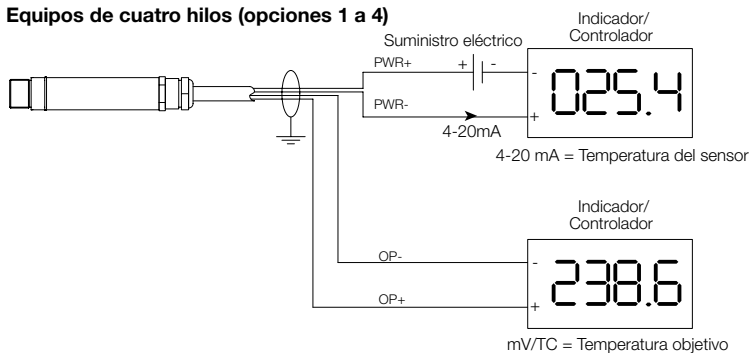 Equipos de cuatro hilos (opciones 1 a 4)
Indicador/
Controlador
Suministro eléctrico
PWR+
+ -
-
025.4
PWR-
+
4-20mA
4-20 mA = Temperatura del sensor
Indicador/
Controlador
OP-
-
238.6
OP+
+
mV/TC = Temperatura objetivo